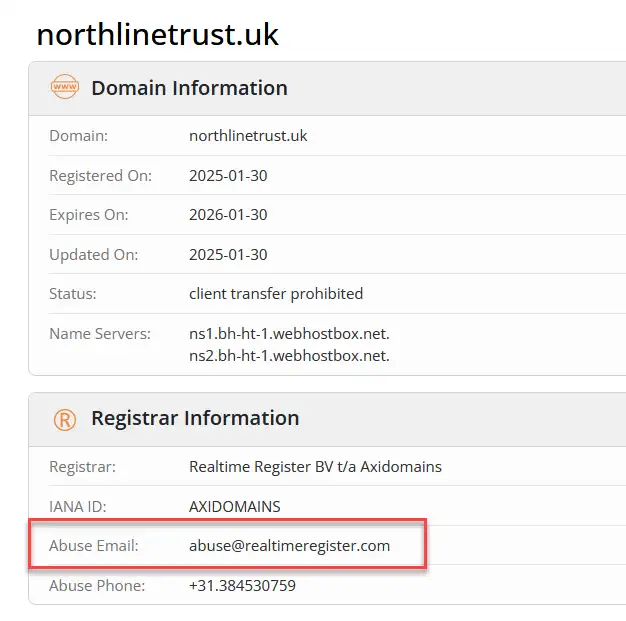 northlinetrust.uk
www Domain Information
Domain: northlinetrust.uk
Registered On: 2025-01-30
Expires On: 2026-01-30
Updated On: 2025-01-30
Status: client transfer prohibited
Name Servers: ns1.bh-ht-1.webhostbox.net.
ns2.bh-ht-1.webhostbox.net.
® Registrar Information
Registrar: Realtime Register BV t/a Axidomains
IANA ID: AXIDOMAINS
Abuse Email: abuse@realtimeregister.com
Abuse Phone: +31.384530759